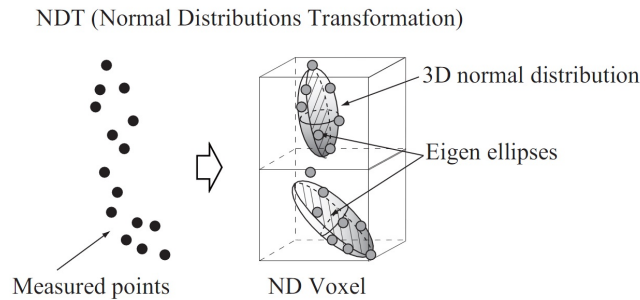 NDT (Normal Distributions Transformation)
3D normal distribution
Eigen ellipses
Measured points
ND Voxel